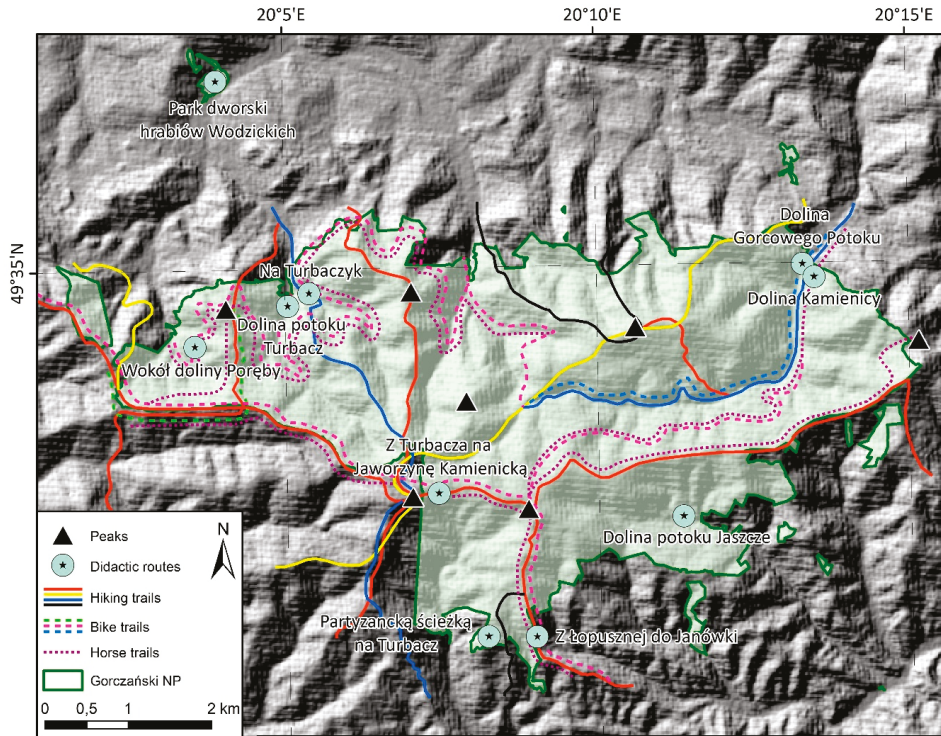 20°5'E
20°10'E
20°15'E
49°35'N
Park dworski
hrabiów Wodzickich
Dolina
Gorcowego Potoku
Na Turbaczyk
Dolina Kamienicy
Dolina potoku
Turbacz
Wokół doliny Poręby
Z Turbacza na
Jaworzynę Kamienicką
Dolina potoku Jaszcze
Partyzancką ścieżką
na Turbacz
Z Łopusznej do Janówki
N
Peaks
Didactic routes
Hiking trails
Bike trails
Horse trails
Gorczański NP
0 0,5 1 2 km